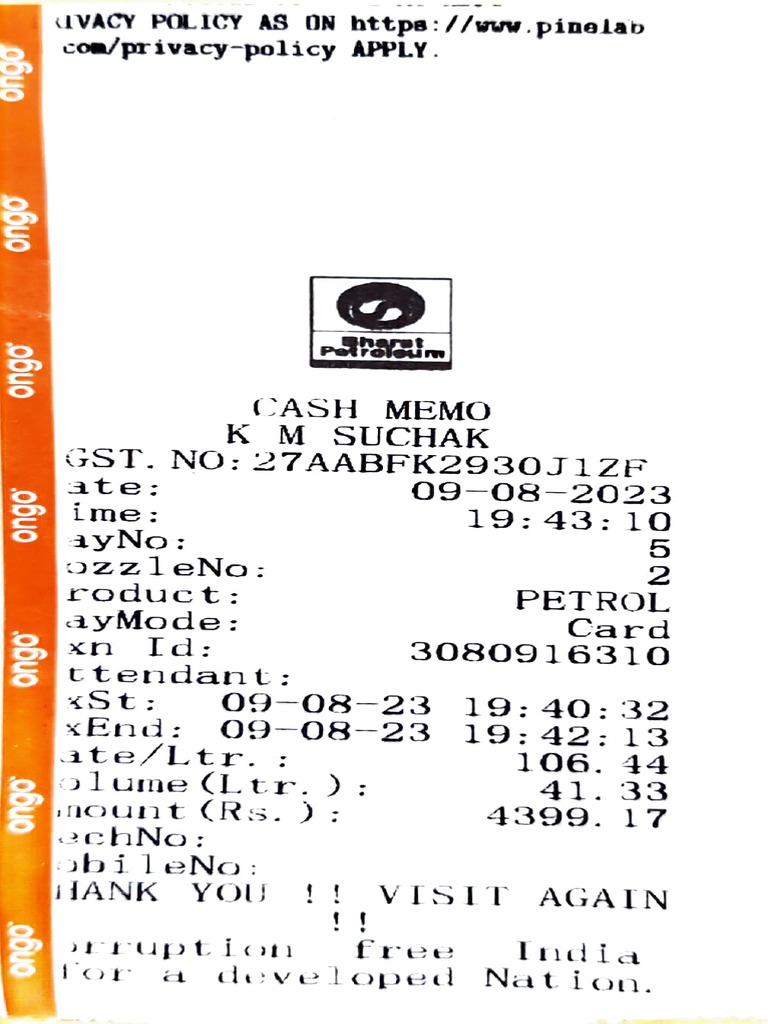 IVACY POLICY AS ON https://www.pinelab
com/privacy-policy APPLY.
Bharat
Petroleum
CASH MEMO
K M SUCHAK
GST. NO: 27AABFK2930J1ZF
ate: 09-08-2023
ime: 19:43:10
ayNo: 5
ozzleNo: 2
roduct: PETROL
ayMode: Card
xn Id: 3080916310
ttendant:
xSt: 09-08-23 19:40:32
xEnd: 09-08-23 19:42:13
ate/Ltr. : 106. 44
olume(Ltr. ): 41. 33
mount(Rs. ): 4399. 17
echNo:
obileNo:
HANK YOU !! VISIT AGAIN
!!
orruption free India
for a developed Nation.
ongo
ongo
ongo
ongo
ongo
ongo
ongo